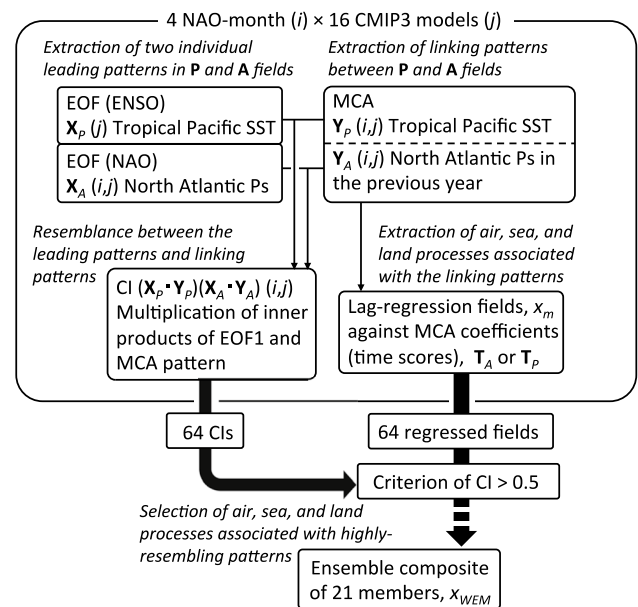 4 NAO-month (i) × 16 CMIP3 models (j)
Extraction of two individual
leading patterns in P and A fields
Extraction of linking patterns
between P and A fields
EOF (ENSO)
X_P (j) Tropical Pacific SST
EOF (NAO)
X_A (i,j) North Atlantic Ps
MCA
Y_P (i,j) Tropical Pacific SST
Y_A (i,j) North Atlantic Ps in
the previous year
Resemblance between the
leading patterns and linking
patterns
Extraction of air, sea, and
land processes associated
with the linking patterns
CI (X_P・Y_P)(X_A・Y_A) (i,j)
Multiplication of inner
products of EOF1 and
MCA pattern
Lag-regression fields, x_m
against MCA coefficients
(time scores), T_A or T_P
64 CIs
64 regressed fields
Criterion of CI > 0.5
Selection of air, sea, and land
processes associated with highly-
resembling patterns
Ensemble composite
of 21 members, x_WEM